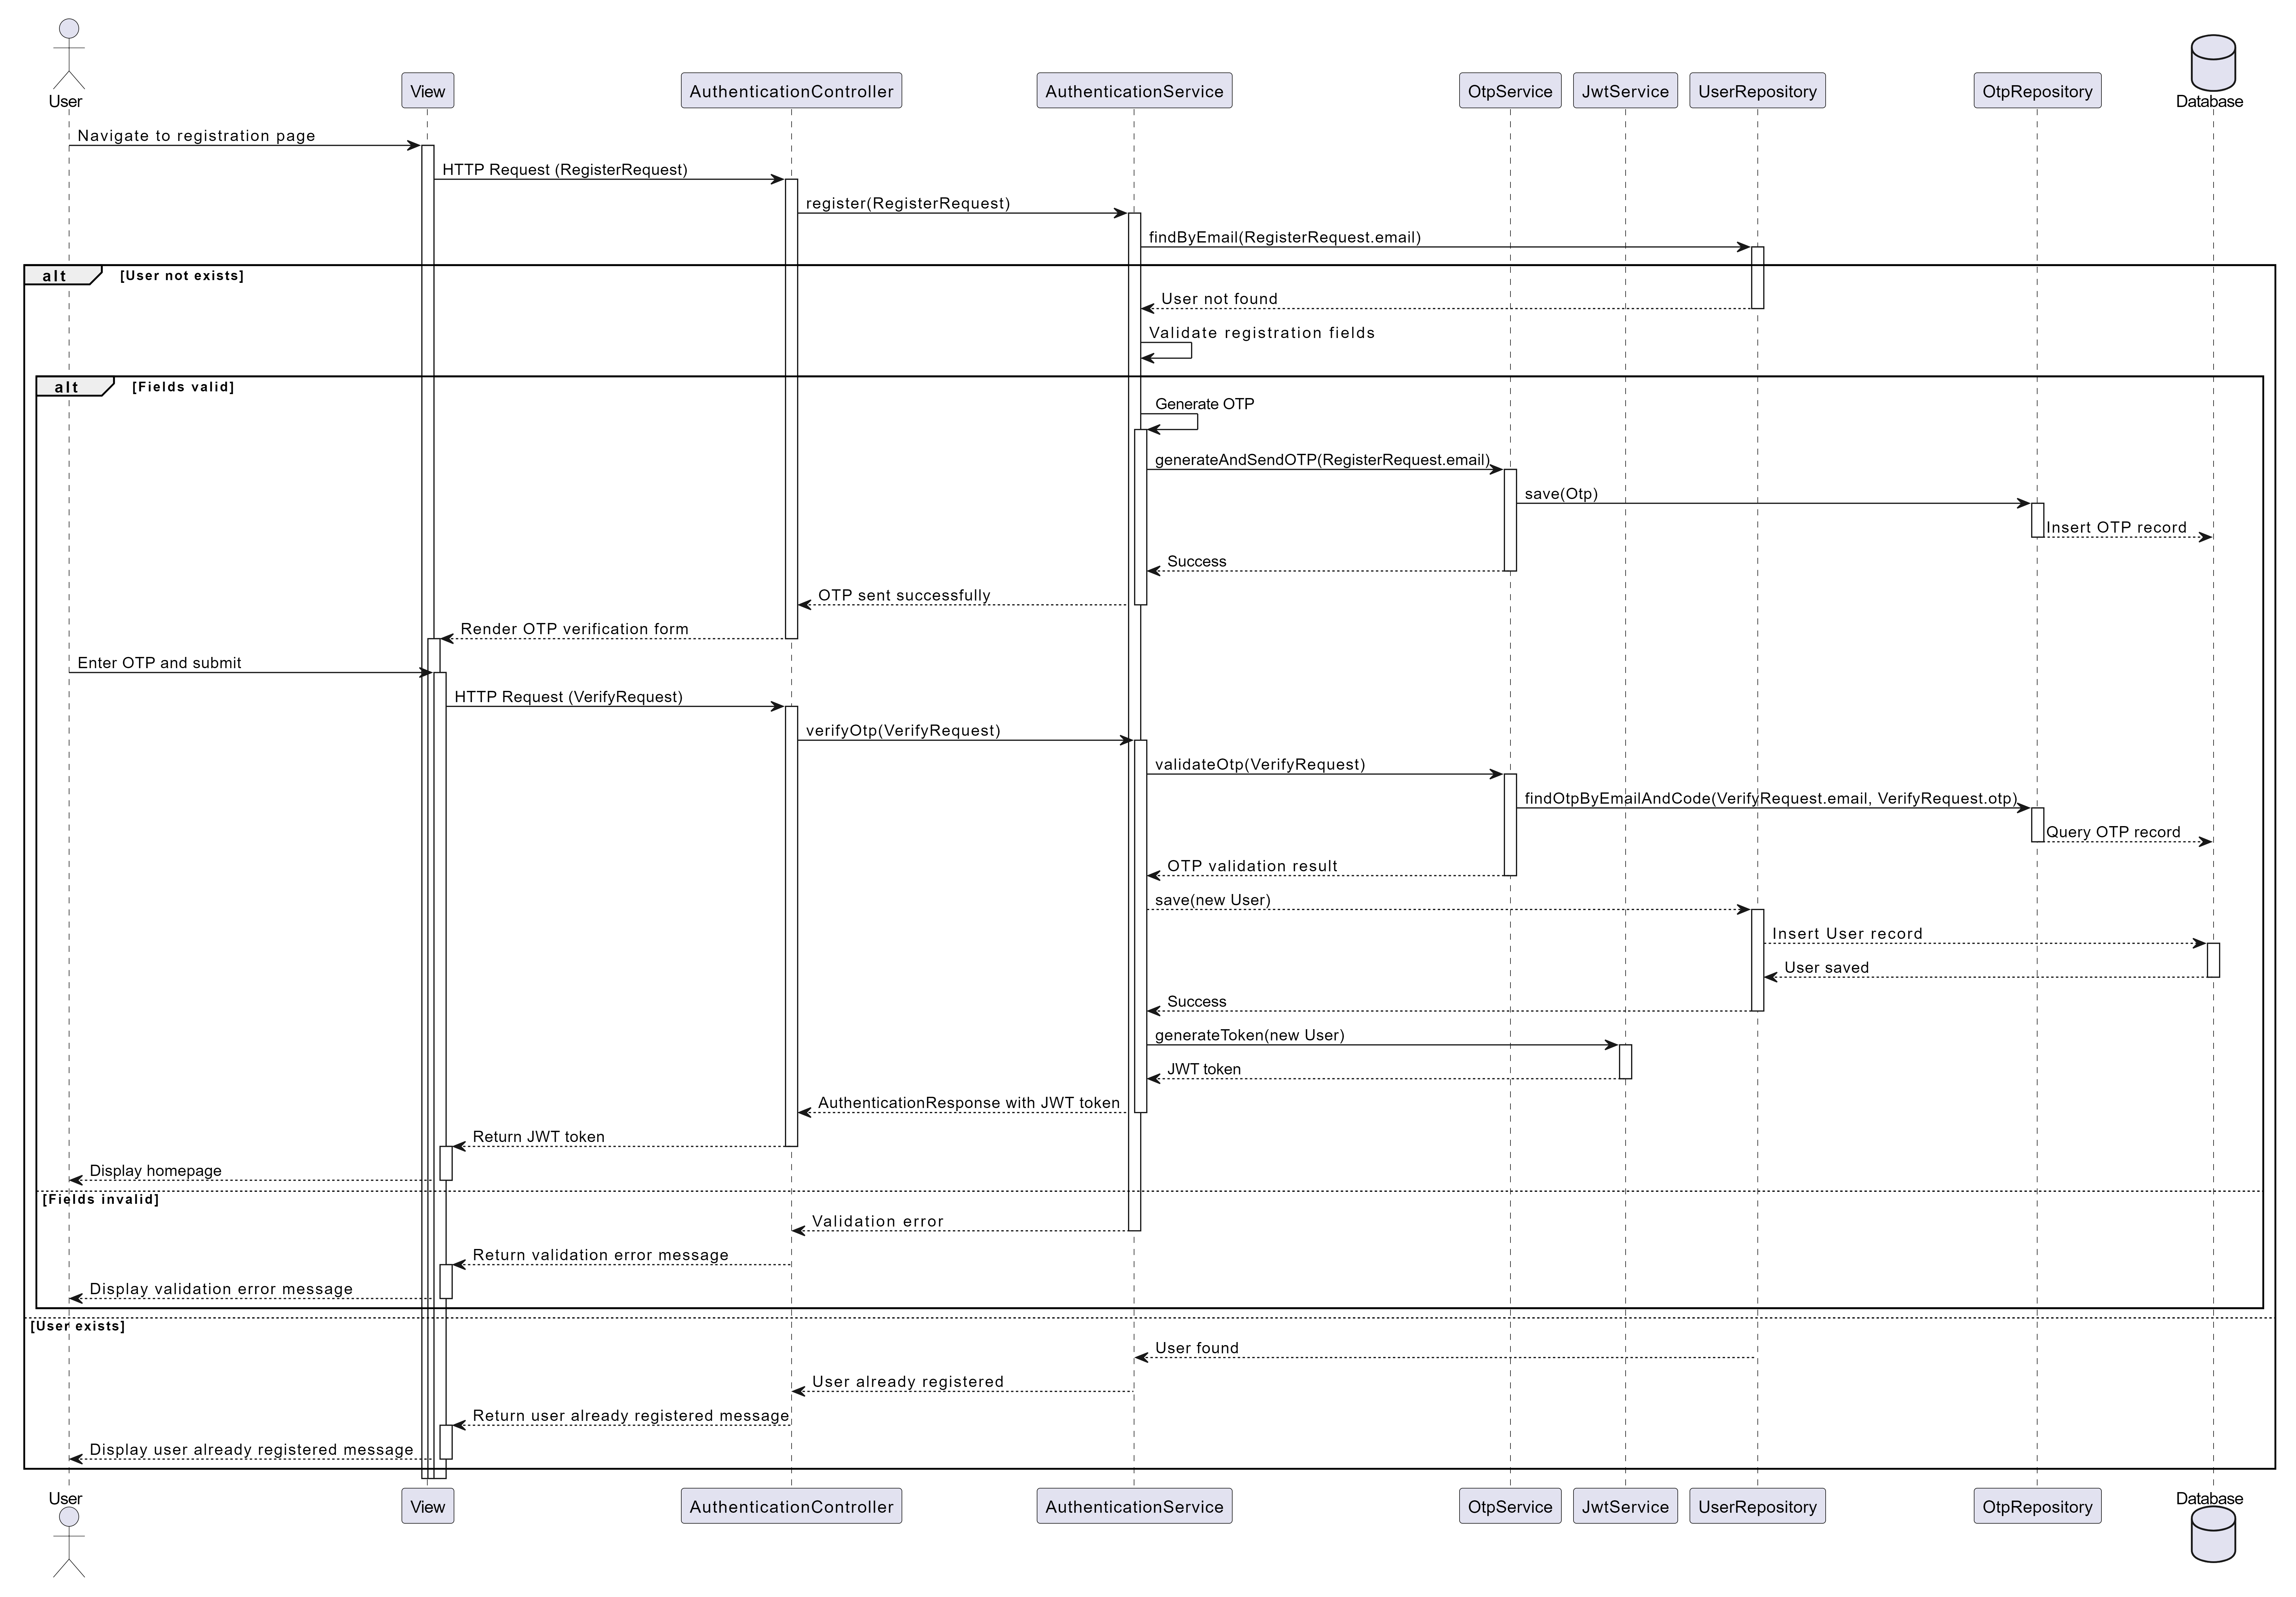 User
View
AuthenticationController
AuthenticationService
OtpService
JwtService
UserRepository
OtpRepository
Database
Navigate to registration page
HTTP Request (RegisterRequest)
register(RegisterRequest)
findByEmail(RegisterRequest.email)
alt [User not exists]
User not found
Validate registration fields
alt [Fields valid]
Generate OTP
generateAndSendOTP(RegisterRequest.email)
save(Otp)
Insert OTP record
Success
OTP sent successfully
Render OTP verification form
Enter OTP and submit
HTTP Request (VerifyRequest)
verifyOtp(VerifyRequest)
validateOtp(VerifyRequest)
findOtpByEmailAndCode(VerifyRequest.email, VerifyRequest.otp)
Query OTP record
OTP validation result
save(new User)
Insert User record
User saved
Success
generateToken(new User)
JWT token
AuthenticationResponse with JWT token
Return JWT token
Display homepage
[Fields invalid]
Validation error
Return validation error message
Display validation error message
[User exists]
User found
User already registered
Return user already registered message
Display user already registered message
User
View
AuthenticationController
AuthenticationService
OtpService
JwtService
UserRepository
OtpRepository
Database